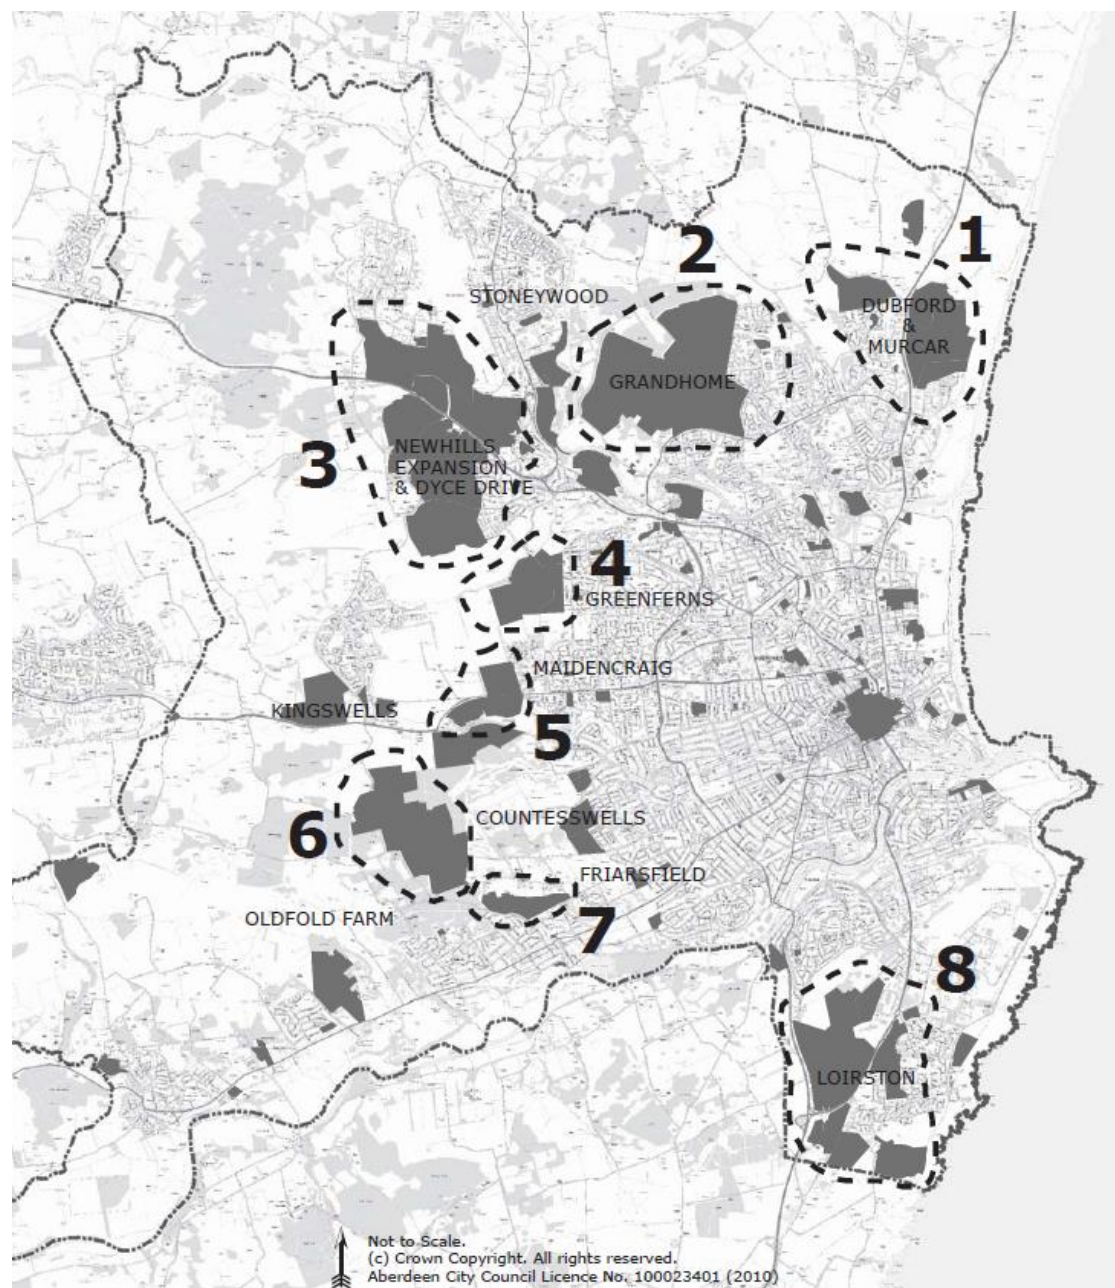 1
2
STONEYWOOD
DUBFORD
&
MURCAR
GRANDHOME
3
NEWHILLS
EXPANSION
& DYCE DRIVE
4
GREENFERNS
MAIDENCRAIG
KINGSWELLS
5
6
COUNTESSWELLS
FRIARSFIELD
OLDFOLD FARM
7
8
LOIRSTON
Not to Scale.
(c) Crown Copyright. All rights reserved.
Aberdeen City Council Licence No. 100023401 (2010)